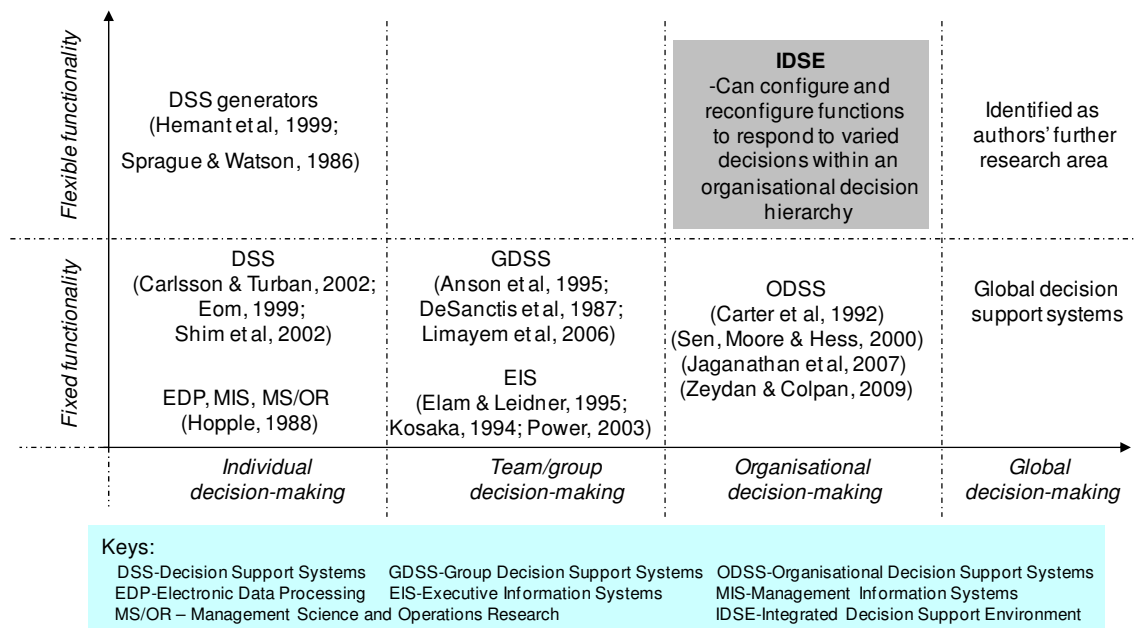 Flexible functionality
DSS generators
(Hemant et al, 1999;
Sprague & Watson, 1986)
IDSE
-Can configure and
reconfigure functions
to respond to varied
decisions within an
organisational decision
hierarchy
Identified as
authors' further
research area
Fixed functionality
DSS
(Carlsson & Turban, 2002;
Eom, 1999;
Shim et al, 2002)
EDP, MIS, MS/OR
(Hopple, 1988)
GDSS
(Anson et al, 1995;
DeSanctis et al, 1987;
Limayem et al, 2006)
EIS
(Elam & Leidner, 1995;
Kosaka, 1994; Power, 2003)
ODSS
(Carter et al, 1992)
(Sen, Moore & Hess, 2000)
(Jaganathan et al, 2007)
(Zeydan & Colpan, 2009)
Global decision
support systems
Individual
decision-making
Team/group
decision-making
Organisational
decision-making
Global
decision-making
Keys:
DSS-Decision Support Systems GDSS-Group Decision Support Systems ODSS-Organisational Decision Support Systems
EDP-Electronic Data Processing EIS-Executive Information Systems MIS-Management Information Systems
MS/OR – Management Science and Operations Research IDSE-Integrated Decision Support Environment